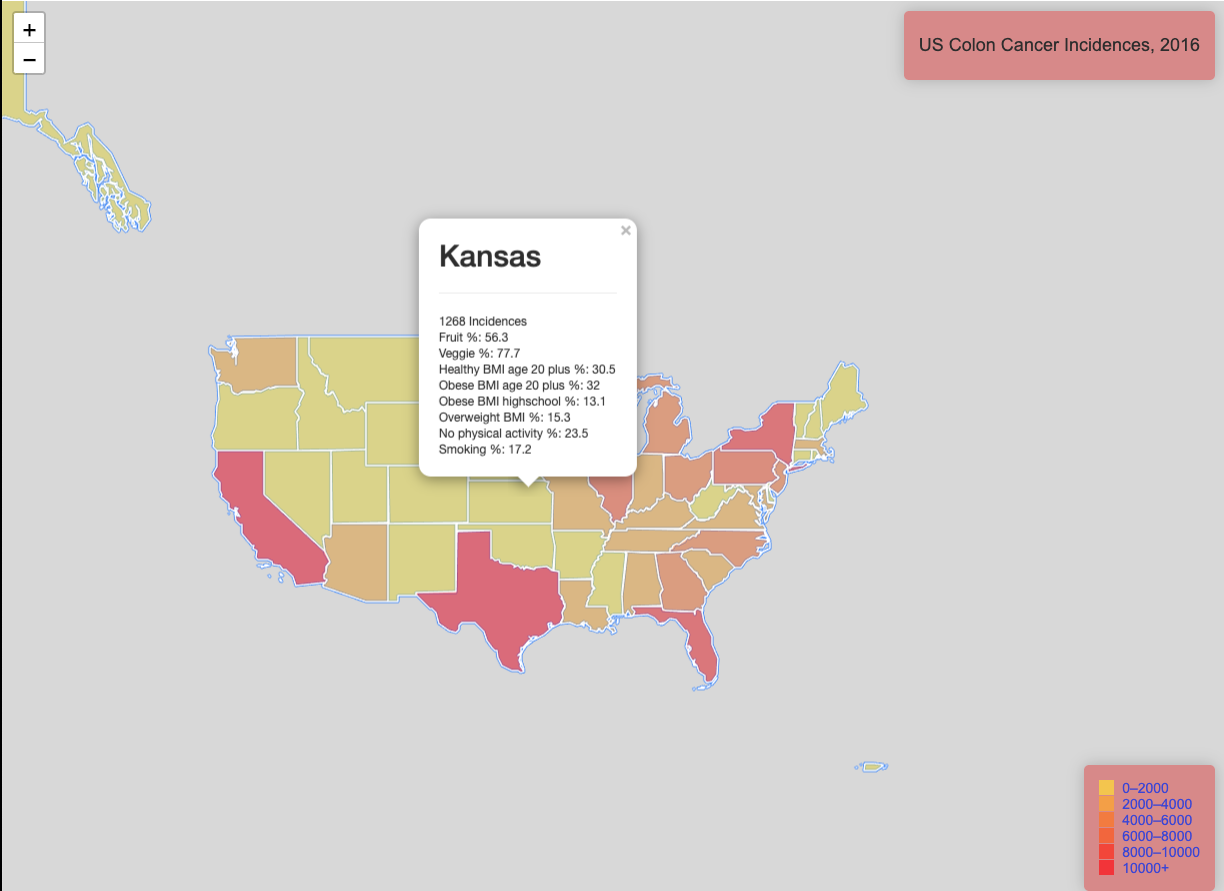 +
−
US Colon Cancer Incidences, 2016
×
Kansas
1268 Incidences
Fruit %: 56.3
Veggie %: 77.7
Healthy BMI age 20 plus %: 30.5
Obese BMI age 20 plus %: 32
Obese BMI highschool %: 13.1
Overweight BMI %: 15.3
No physical activity %: 23.5
Smoking %: 17.2
0–2000
2000–4000
4000–6000
6000–8000
8000–10000
10000+